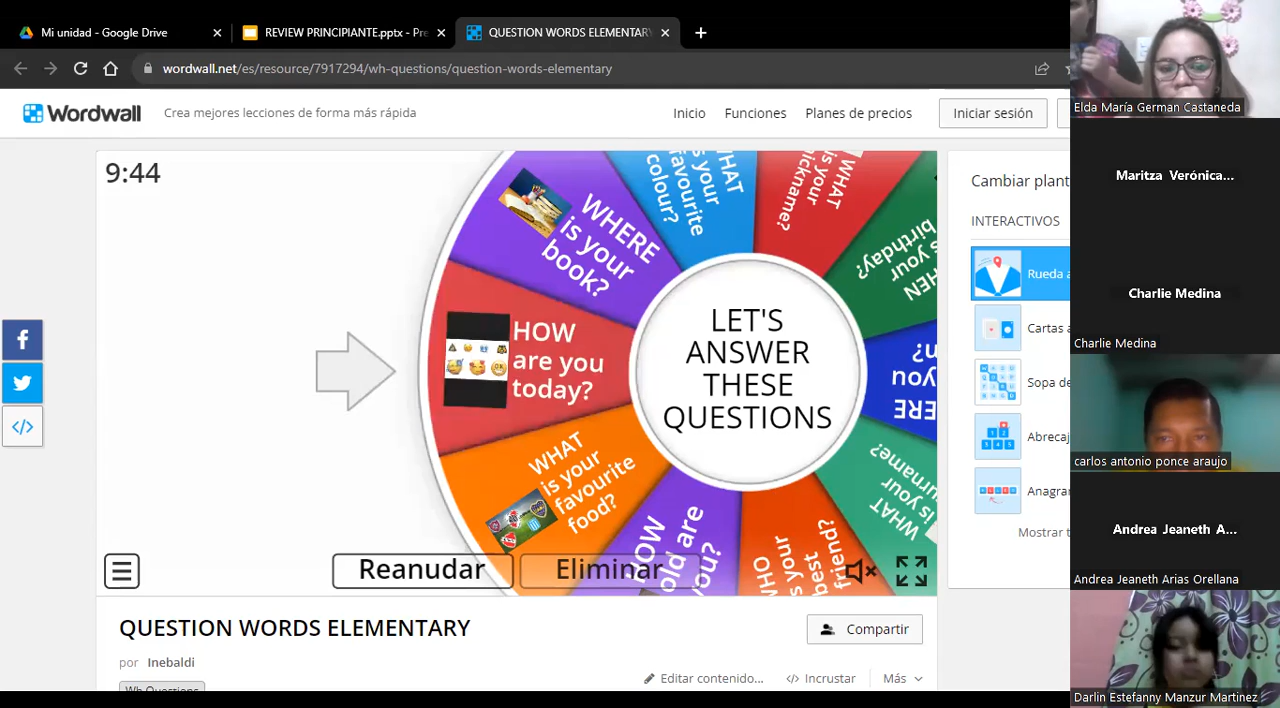 Mi unidad - Google Drive
REVIEW PRINCIPIANTE.pptx - Pre
QUESTION WORDS ELEMENTARY
wordwall.net/es/resource/7917294/wh-questions/question-words-elementary
Wordwall
Crea mejores lecciones de forma más rápida
Inicio
Funciones
Planes de precios
Iniciar sesión
9:44
WHERE
is your
book?
WHAT
is your
favourite
colour?
WHAT
is your
nickname?
birthday?
HOW
are you
today?
WHAT
is your
favourite
food?
HOW
old are
you?
WHO
is your
best
friend?
WHAT
is your
LET'S
ANSWER
THESE
QUESTIONS
Reanudar
Eliminar
Cambiar plant
INTERACTIVOS
Rueda a
Cartas a
Sopa de
Abrecaj
Anagra
Mostrar t
QUESTION WORDS ELEMENTARY
por Inebaldi
Wh Questions
Compartir
Editar contenido...
Incrustar
Más
Elda María German Castaneda
Maritza Verónica...
Charlie Medina
Charlie Medina
carlos antonio ponce araujo
Andrea Jeaneth A...
Andrea Jeaneth Arias Orellana
Darlin Estefanny Manzur Martinez